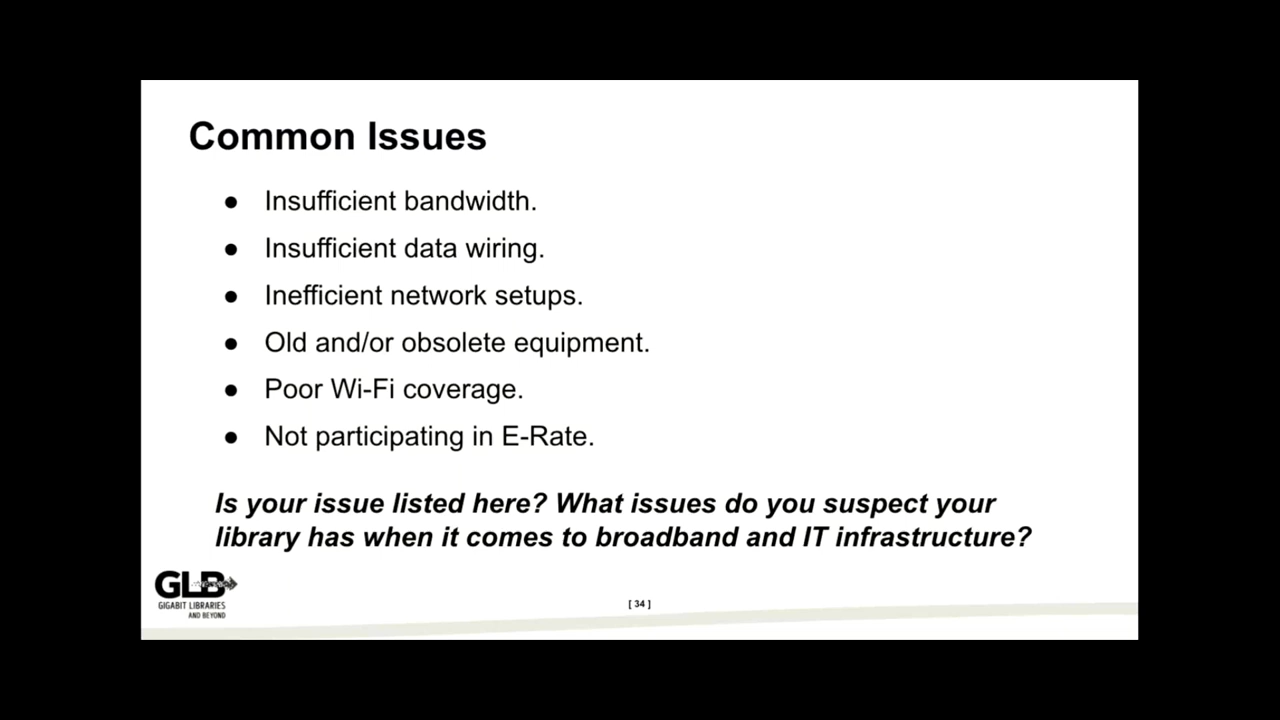 Common Issues
● Insufficient bandwidth.
● Insufficient data wiring.
● Inefficient network setups.
● Old and/or obsolete equipment.
● Poor Wi-Fi coverage.
● Not participating in E-Rate.
Is your issue listed here? What issues do you suspect your
library has when it comes to broadband and IT infrastructure?
GLB
GIGABIT LIBRARIES
AND BEYOND
[ 34 ]